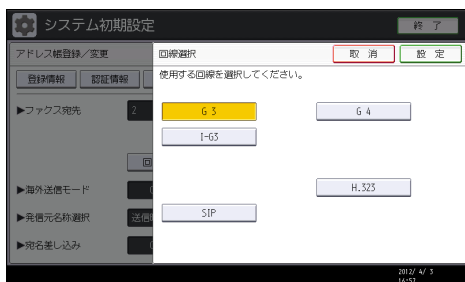 システム初期設定
終 了
アドレス帳登録／変更
回線選択
取 消
設 定
登録情報
認証情報
使用する回線を選択してください。
▶ファクス宛先
2
G 3
G 4
I-G3
回
▶海外送信モード
H.323
▶発信元名称選択
送信
SIP
▶宛名差し込み
2012/ 4/ 3
16:57